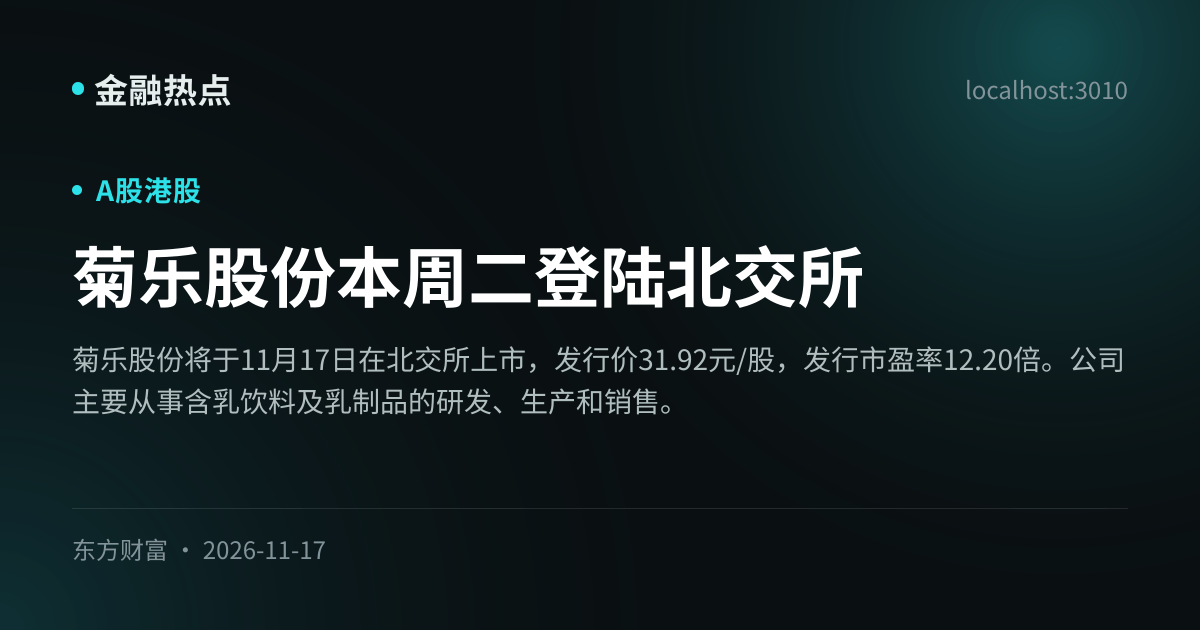 金融热点
localhost:3010
A股港股
菊乐股份本周二登陆北交所
菊乐股份将于11月17日在北交所上市，发行价31.92元/股，发行市盈率12.20倍。公司
主要从事含乳饮料及乳制品的研发、生产和销售。
东方财富 · 2026-11-17